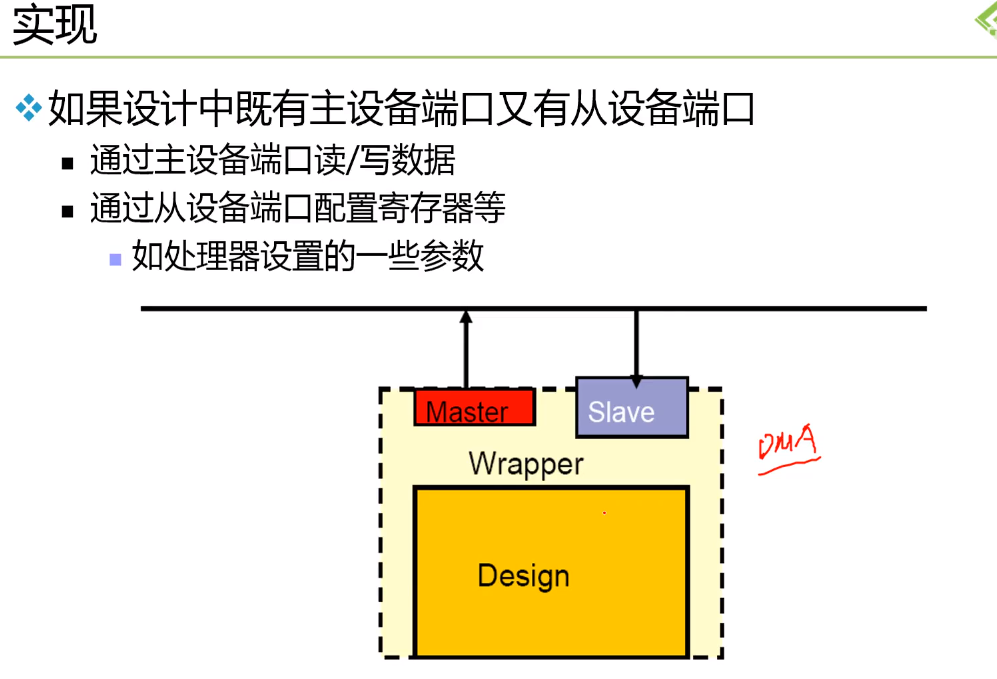 实现
如果设计中既有主设备端口又有从设备端口
通过主设备端口读/写数据
通过从设备端口配置寄存器等
如处理器设置的一些参数
Master
Slave
Wrapper
DMA
Design